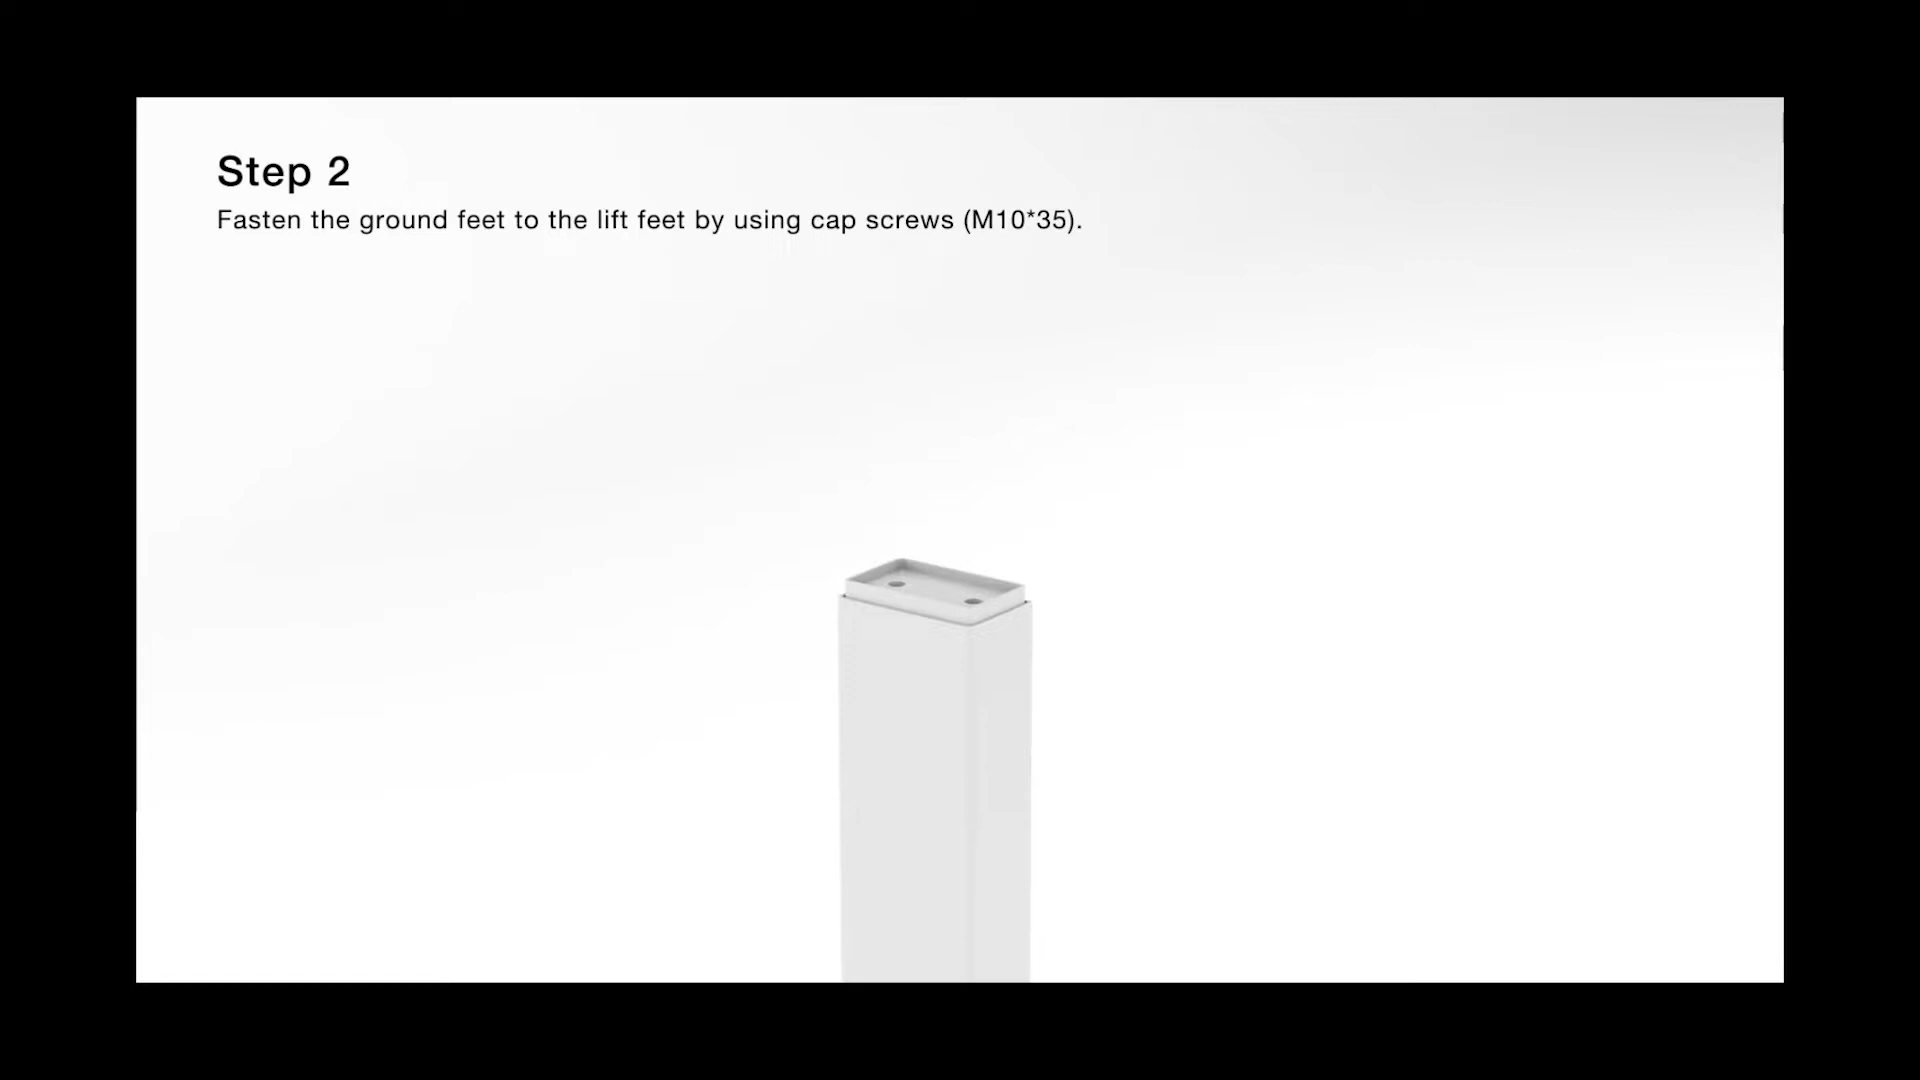 Step 2
Fasten the ground feet to the lift feet by using cap screws (M10*35).